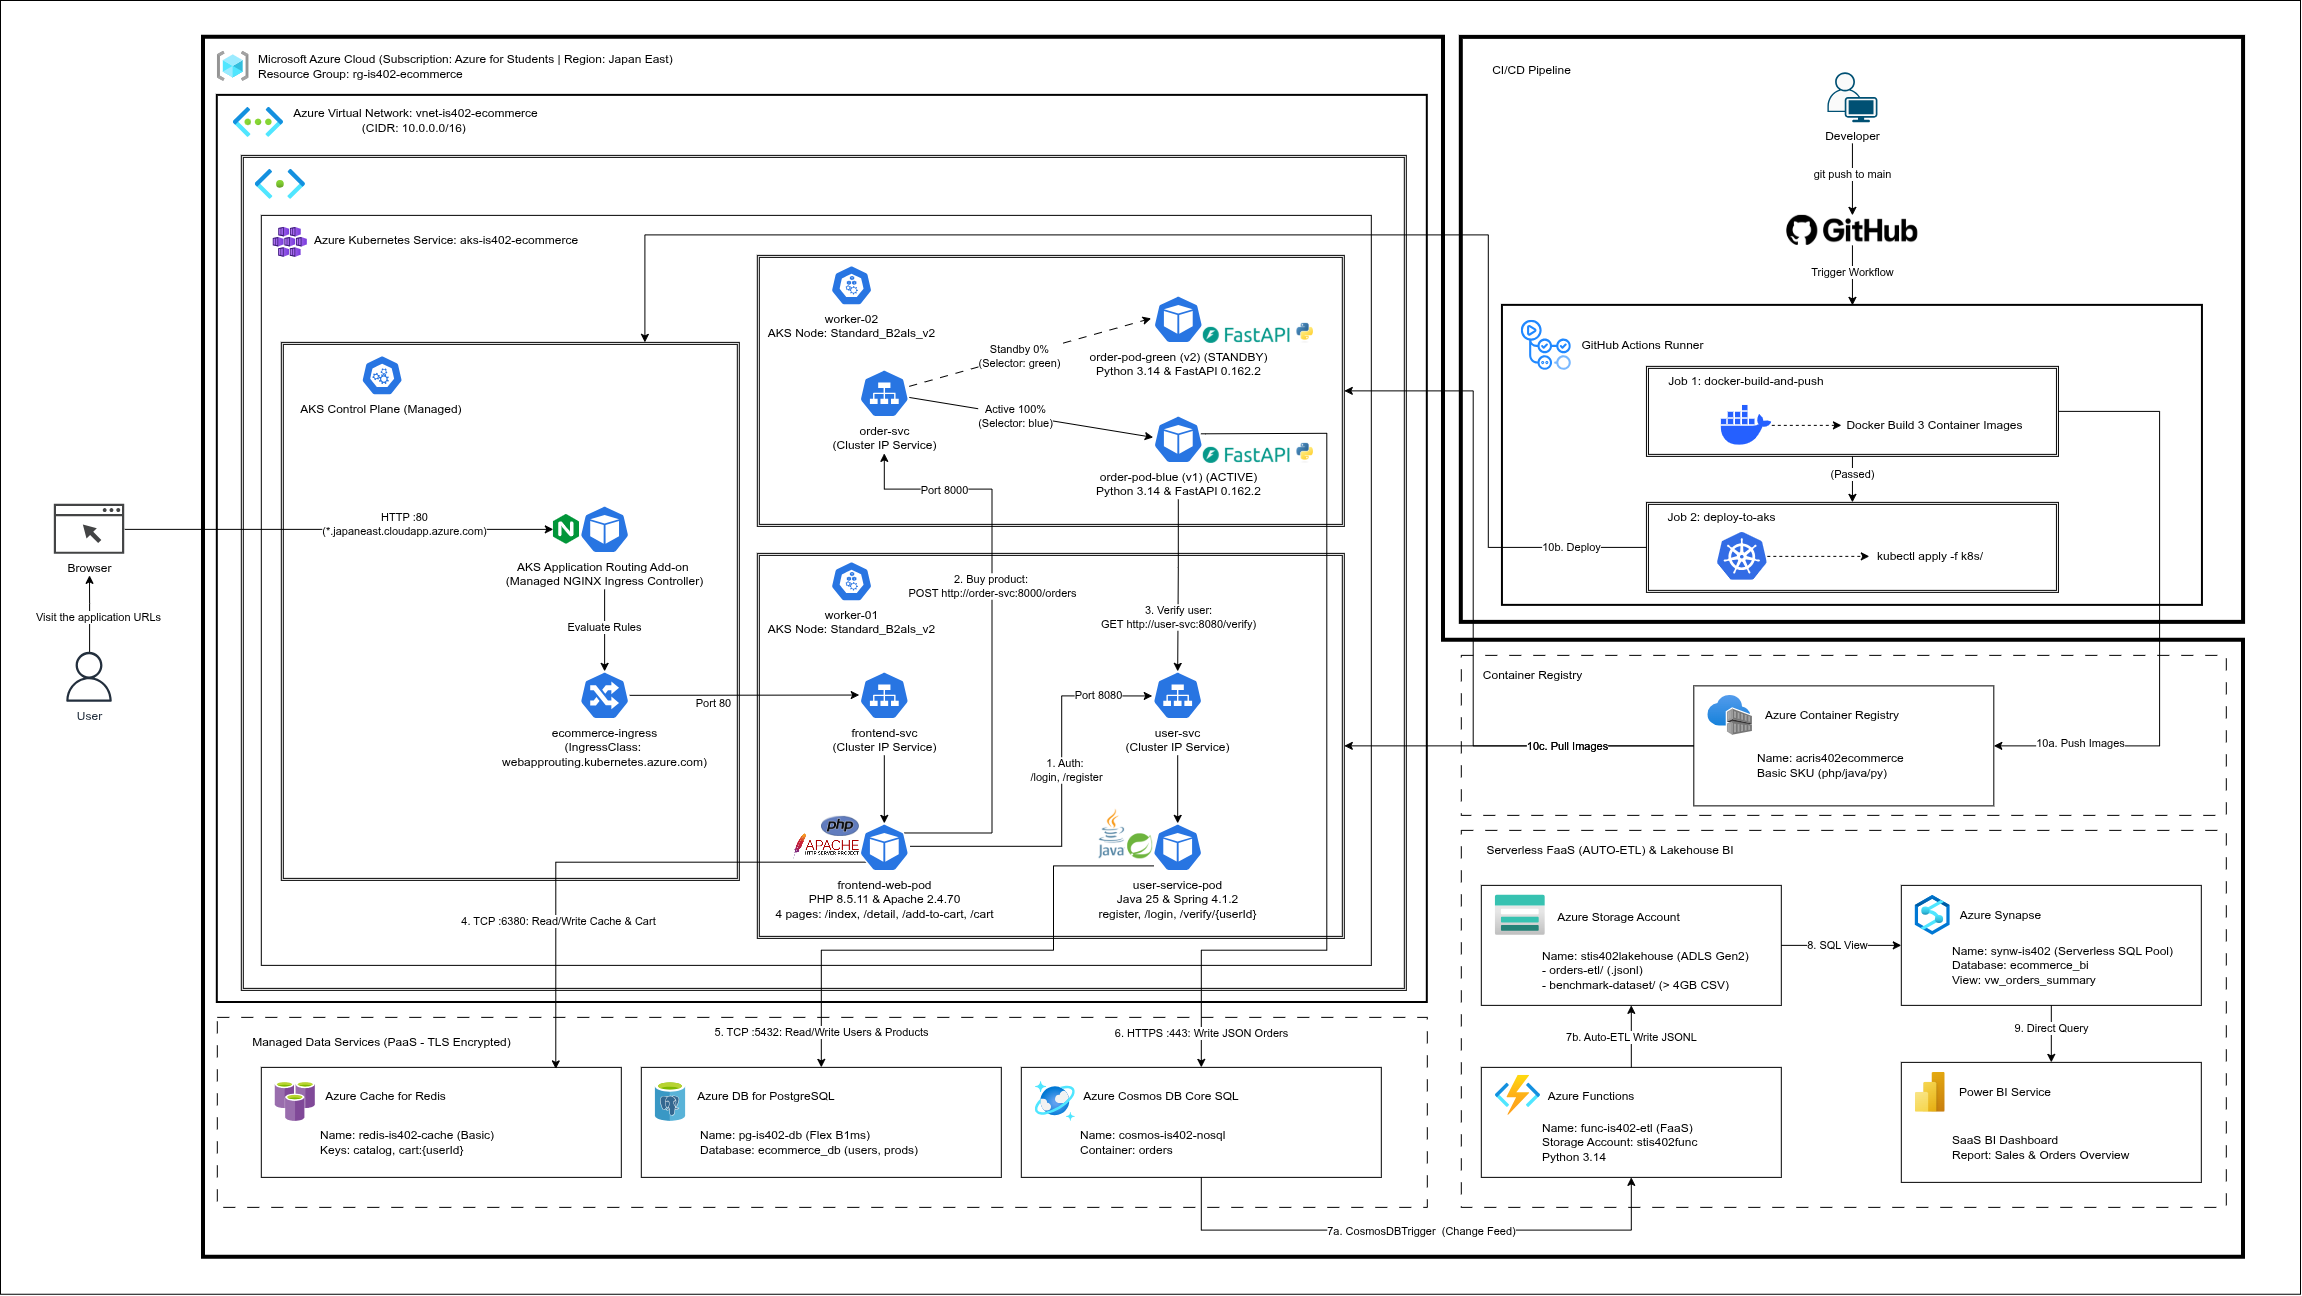 Microsoft Azure Cloud (Subscription: Azure for Students | Region: Japan East)
Resource Group: rg-is402-ecommerce
Azure Virtual Network: vnet-is402-ecommerce
(CIDR: 10.0.0.0/16)
Azure Kubernetes Service: aks-is402-ecommerce
AKS Control Plane (Managed)
HTTP :80
(*.japaneast.cloudapp.azure.com)
Browser
Visit the application URLs
User
N
AKS Application Routing Add-on
(Managed NGINX Ingress Controller)
Evaluate Rules
ecommerce-ingress
(IngressClass:
webapprouting.kubernetes.azure.com)
Port 80
worker-02
AKS Node: Standard_B2als_v2
Standby 0%
(Selector: green)
FastAPI
order-pod-green (v2) (STANDBY)
Python 3.14 & FastAPI 0.162.2
order-svc
(Cluster IP Service)
Active 100%
(Selector: blue)
FastAPI
order-pod-blue (v1) (ACTIVE)
Python 3.14 & FastAPI 0.162.2
Port 8000
worker-01
AKS Node: Standard_B2als_v2
2. Buy product:
POST http://order-svc:8000/orders
3. Verify user:
GET http://user-svc:8080/verify)
frontend-svc
(Cluster IP Service)
Port 8080
user-svc
(Cluster IP Service)
1. Auth:
/login, /register
php
APACHE
HTTP SERVER PROJECT
frontend-web-pod
PHP 8.5.11 & Apache 2.4.70
4 pages: /index, /detail, /add-to-cart, /cart
Java
user-service-pod
Java 25 & Spring 4.1.2
register, /login, /verify/{userId}
4. TCP :6380: Read/Write Cache & Cart
5. TCP :5432: Read/Write Users & Products
6. HTTPS :443: Write JSON Orders
Managed Data Services (PaaS - TLS Encrypted)
Azure Cache for Redis
Name: redis-is402-cache (Basic)
Keys: catalog, cart:{userId}
Azure DB for PostgreSQL
Name: pg-is402-db (Flex B1ms)
Database: ecommerce_db (users, prods)
Azure Cosmos DB Core SQL
Name: cosmos-is402-nosql
Container: orders
7a. CosmosDBTrigger  (Change Feed)
CI/CD Pipeline
Developer
git push to main
GitHub
Trigger Workflow
GitHub Actions Runner
Job 1: docker-build-and-push
Docker Build 3 Container Images
(Passed)
Job 2: deploy-to-aks
kubectl apply -f k8s/
10b. Deploy
Container Registry
Azure Container Registry
Name: acris402ecommerce
Basic SKU (php/java/py)
10c. Pull Images
10a. Push Images
Serverless FaaS (AUTO-ETL) & Lakehouse BI
Azure Storage Account
Name: stis402lakehouse (ADLS Gen2)
- orders-etl/ (.jsonl)
- benchmark-dataset/ (> 4GB CSV)
8. SQL View
Azure Synapse
Name: synw-is402 (Serverless SQL Pool)
Database: ecommerce_bi
View: vw_orders_summary
7b. Auto-ETL Write JSONL
9. Direct Query
Azure Functions
Name: func-is402-etl (FaaS)
Storage Account: stis402func
Python 3.14
Power BI Service
SaaS BI Dashboard
Report: Sales & Orders Overview